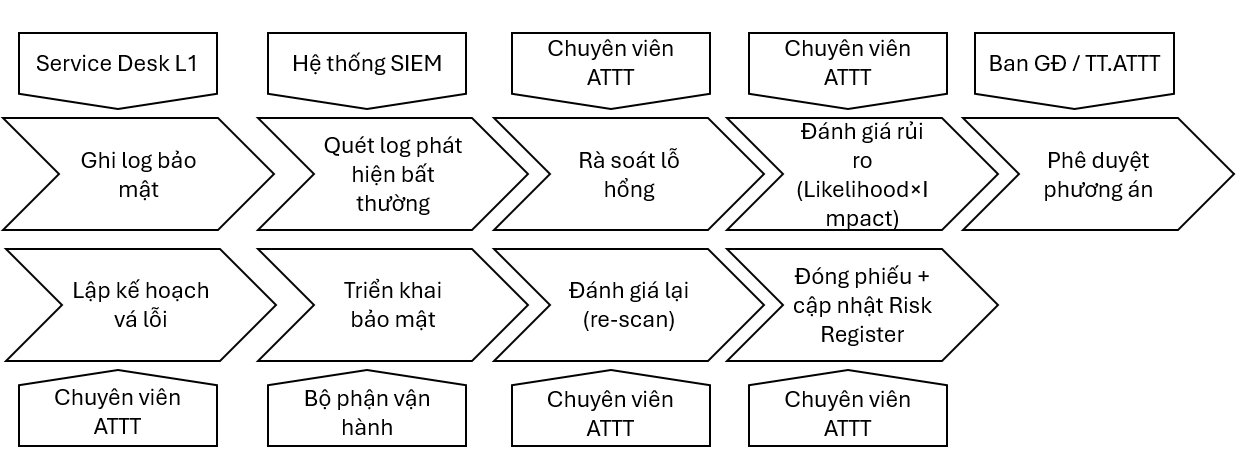 Service Desk L1
Hệ thống SIEM
Chuyên viên
ATTT
Chuyên viên
ATTT
Ban GĐ / TT.ATTT
Ghi log bảo
mật
Quét log phát
hiện bất
thường
Rà soát lỗ
hổng
Đánh giá rủi
ro
(Likelihood×I
mpact)
Phê duyệt
phương án
Lập kế hoạch
vá lỗi
Triển khai
bảo mật
Đánh giá lại
(re-scan)
Đóng phiếu +
cập nhật Risk
Register
Chuyên viên
ATTT
Bộ phận vận
hành
Chuyên viên
ATTT
Chuyên viên
ATTT